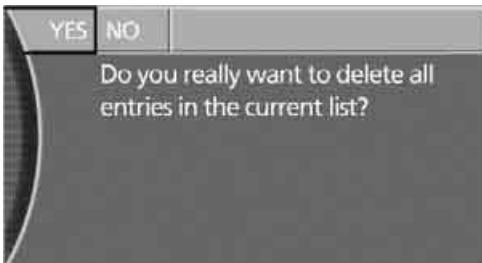 YES NO
Do you really want to delete all
entries in the current list?